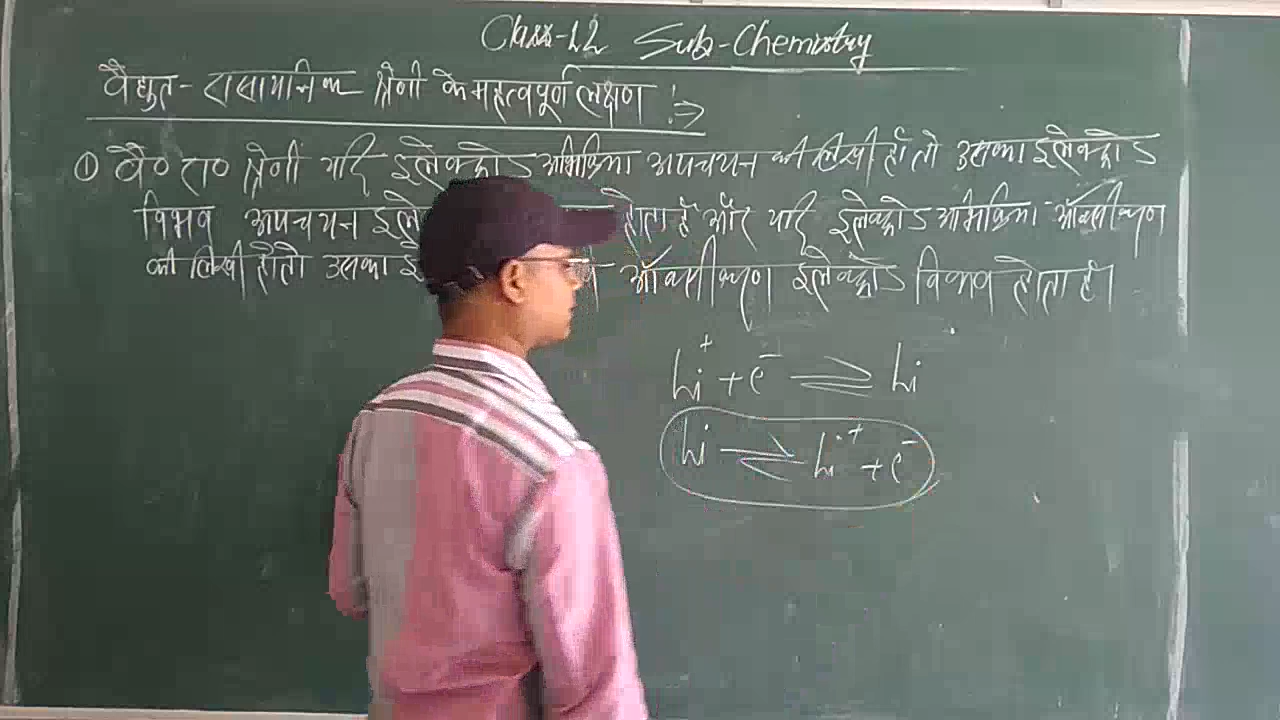 Class-12 Sub-Chemistry
वैद्युत-रासायनिक श्रेणी के महत्वपूर्ण लक्षण :⇒
① वै० रा० श्रेणी यदि इलेक्ट्रोड अभिक्रिया अपचयन की लिखी हो तो उसका इलेक्ट्रोड
विभव अपचयन इले होता है और यदि इलेक्ट्रोड अभिक्रिया ऑक्सीकरण
की लिखी हो तो उसका ऑक्सीकरण इलेक्ट्रोड विभव होता है।
Li⁺ + e⁻ ⇌ Li
Li ⇌ Li⁺ + e⁻